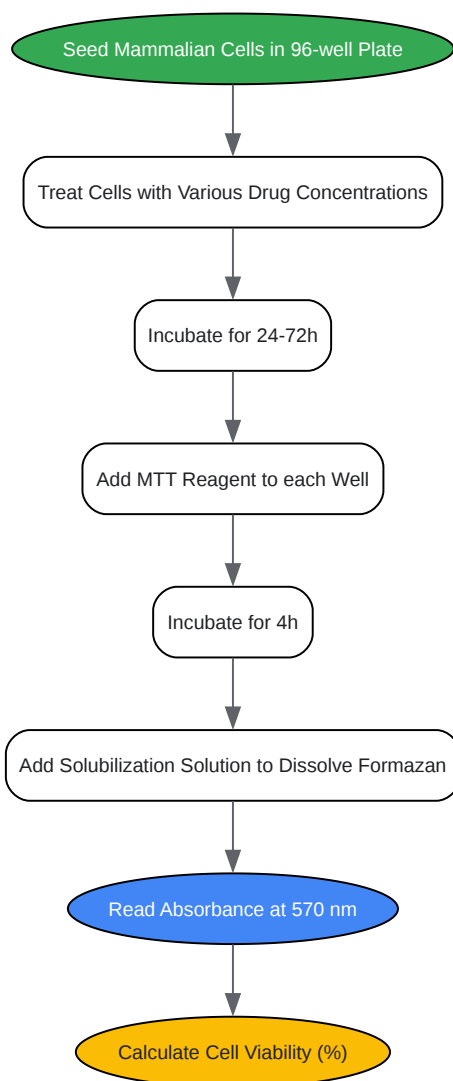 Seed Mammalian Cells in 96-well Plate
Treat Cells with Various Drug Concentrations
Incubate for 24-72h
Add MTT Reagent to each Well
Incubate for 4h
Add Solubilization Solution to Dissolve Formazan
Read Absorbance at 570 nm
Calculate Cell Viability (%)